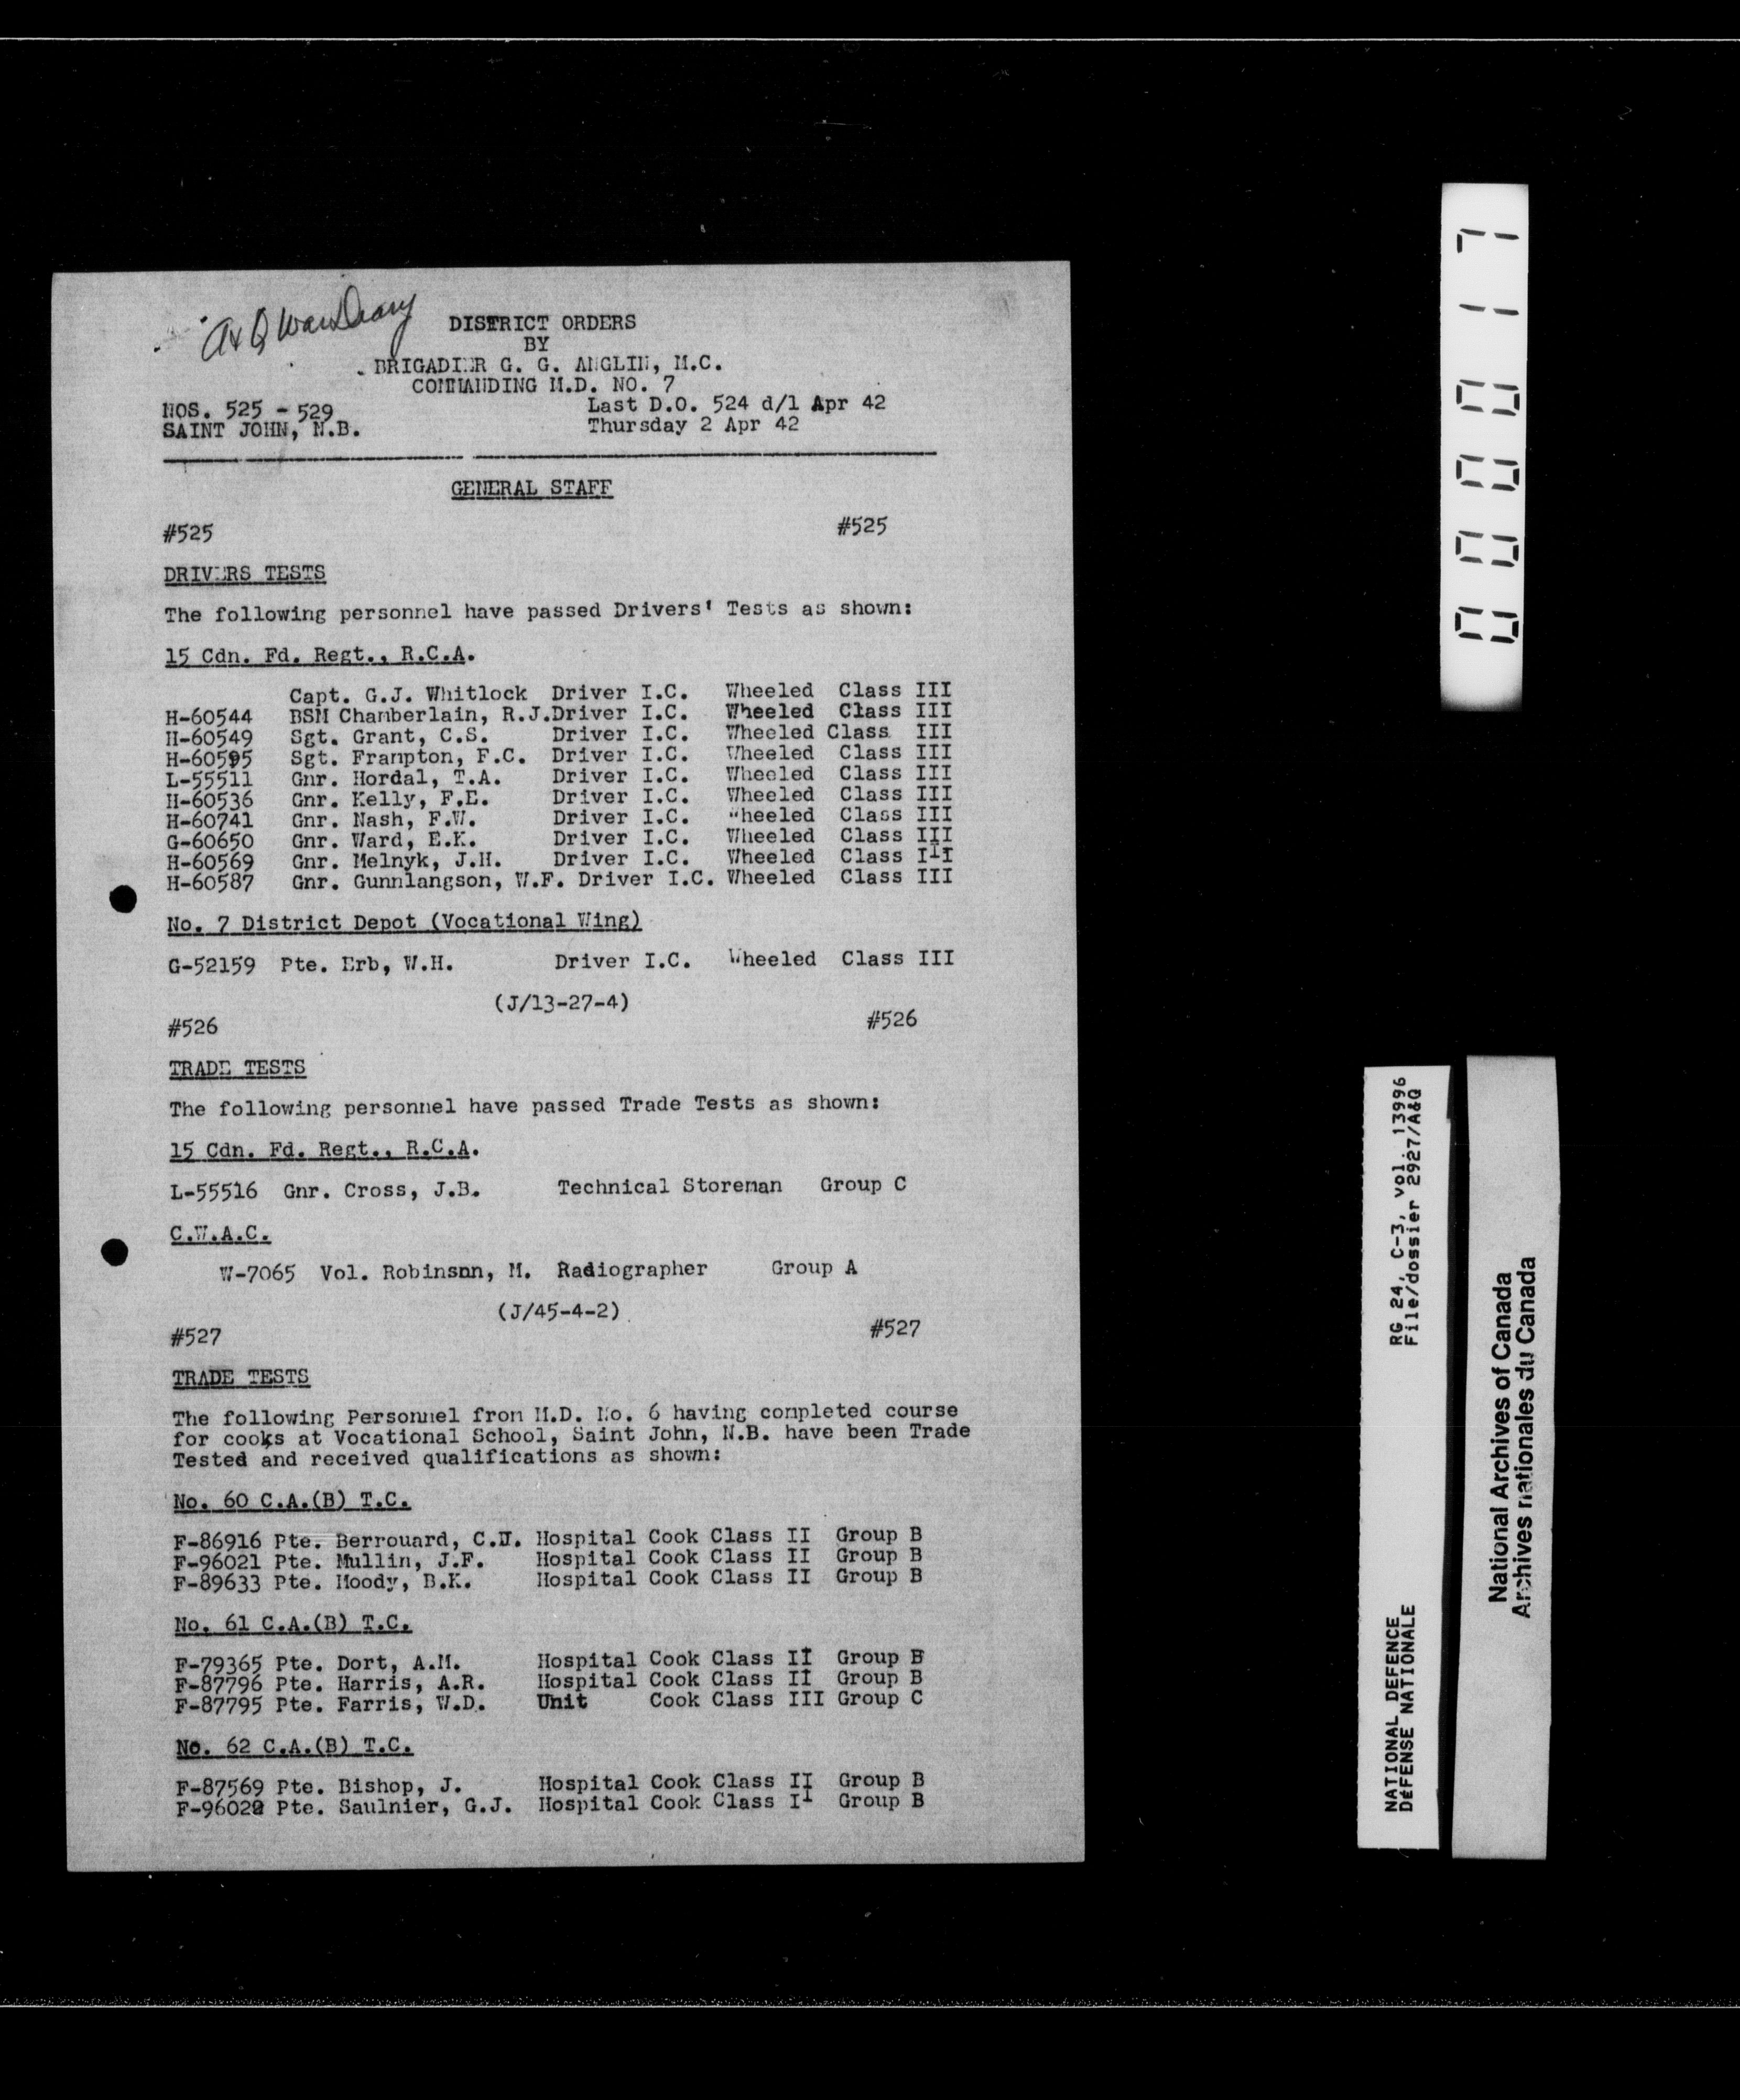 A & Q War Diary
DISTRICT ORDERS
BY
BRIGADIER G. G. ANGLIN, M.C.
COMMANDING M.D. NO. 7
NOS. 525 - 529 Last D.O. 524 d/1 Apr 42
SAINT JOHN, N.B. Thursday 2 Apr 42
GENERAL STAFF
#525 #525
DRIVERS TESTS
The following personnel have passed Drivers' Tests as shown:
15 Cdn. Fd. Regt., R.C.A.
Capt. G.J. Whitlock Driver I.C. Wheeled Class III
H-60544 BSM Chamberlain, R.J. Driver I.C. Wheeled Class III
H-60549 Sgt. Grant, C.S. Driver I.C. Wheeled Class III
H-60595 Sgt. Frampton, F.C. Driver I.C. Wheeled Class III
L-55511 Gnr. Hordal, T.A. Driver I.C. Wheeled Class III
H-60536 Gnr. Kelly, F.E. Driver I.C. Wheeled Class III
H-60741 Gnr. Nash, F.W. Driver I.C. Wheeled Class III
G-60650 Gnr. Ward, E.K. Driver I.C. Wheeled Class III
H-60569 Gnr. Melnyk, J.H. Driver I.C. Wheeled Class III
H-60587 Gnr. Gunnlangson, W.F. Driver I.C. Wheeled Class III
No. 7 District Depot (Vocational Wing)
G-52159 Pte. Erb, W.H. Driver I.C. Wheeled Class III
(J/13-27-4)
#526 #526
TRADE TESTS
The following personnel have passed Trade Tests as shown:
15 Cdn. Fd. Regt., R.C.A.
L-55516 Gnr. Cross, J.B. Technical Storeman Group C
C.W.A.C.
W-7065 Vol. Robinson, M. Radiographer Group A
(J/45-4-2)
#527 #527
TRADE TESTS
The following Personnel from M.D. No. 6 having completed course
for cooks at Vocational School, Saint John, N.B. have been Trade
Tested and received qualifications as shown:
No. 60 C.A.(B) T.C.
F-86916 Pte. Berrouard, C.J. Hospital Cook Class II Group B
F-96021 Pte. Mullin, J.F. Hospital Cook Class II Group B
F-89633 Pte. Moody, B.K. Hospital Cook Class II Group B
No. 61 C.A.(B) T.C.
F-79365 Pte. Dort, A.M. Hospital Cook Class II Group B
F-87796 Pte. Harris, A.R. Hospital Cook Class II Group B
F-87795 Pte. Farris, W.D. Unit Cook Class III Group C
No. 62 C.A.(B) T.C.
F-87569 Pte. Bishop, J. Hospital Cook Class II Group B
F-96022 Pte. Saulnier, G.J. Hospital Cook Class II Group B
000017
RG 24, C-3, vol. 13996
File/dossier 2927/A&Q
NATIONAL DEFENCE
DÉFENSE NATIONALE
National Archives of Canada
Archives nationales du Canada